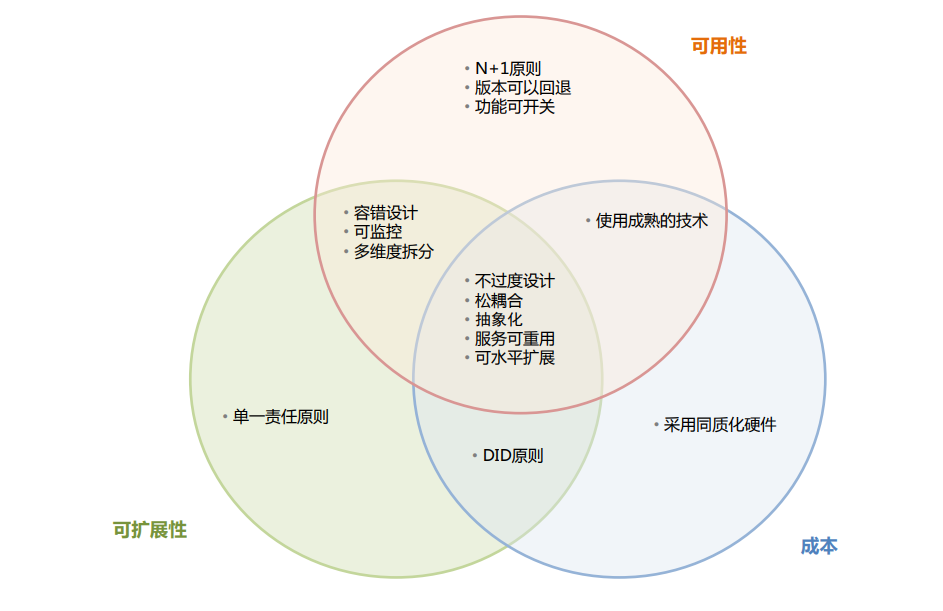 可用性
• N+1原则
• 版本可以回退
• 功能可开关
• 容错设计
• 可监控
• 多维度拆分
• 使用成熟的技术
• 不过度设计
• 松耦合
• 抽象化
• 服务可重用
• 可水平扩展
• 单一责任原则
• 采用同质化硬件
• DID原则
可扩展性
成本